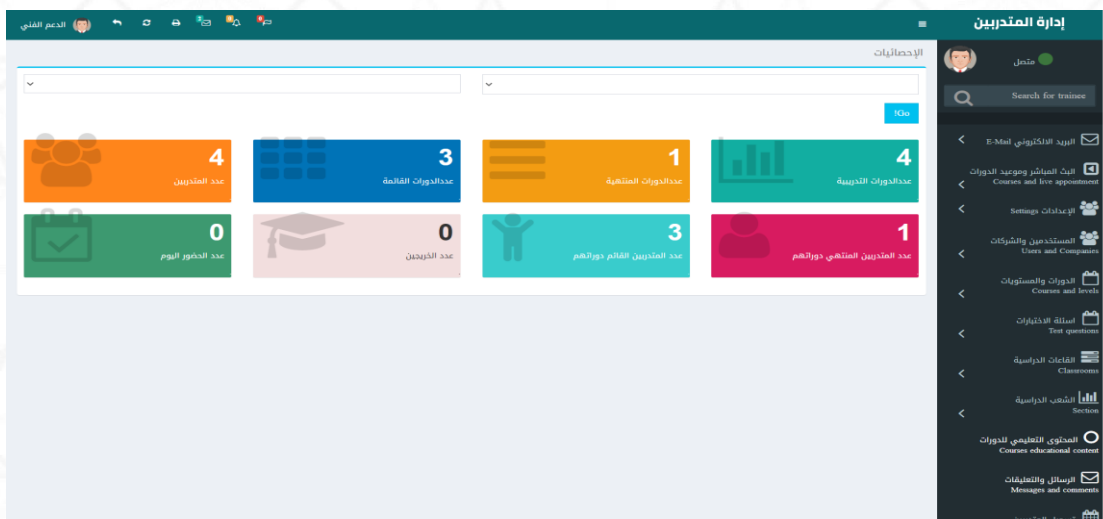 إدارة المتدربين
الدعم الفني
متصل
Search for trainee
البريد الالكتروني E-Mail
البث المباشر وموعيد الدورات
Courses and live appointment
الإعدادات Settings
المستخدمين والشركات
Users and Companies
الدورات والمستويات
Courses and levels
اسئلة الاختبارات
Test questions
القاعات الدراسية
Classrooms
الشعب الدراسية
Section
المحتوى التعليمي للدورات
Courses educational content
الرسائل والتعليقات
Messages and comments
الإحصائيات
Go!
4
عددالدورات التدريبية
1
عددالدورات المنتهية
3
عددالدورات القائمة
4
عدد المتدربين
1
عدد المتدربين المنتهي دوراتهم
3
عدد المتدربين القائم دوراتهم
0
عدد الخريجين
0
عدد الحضور اليوم